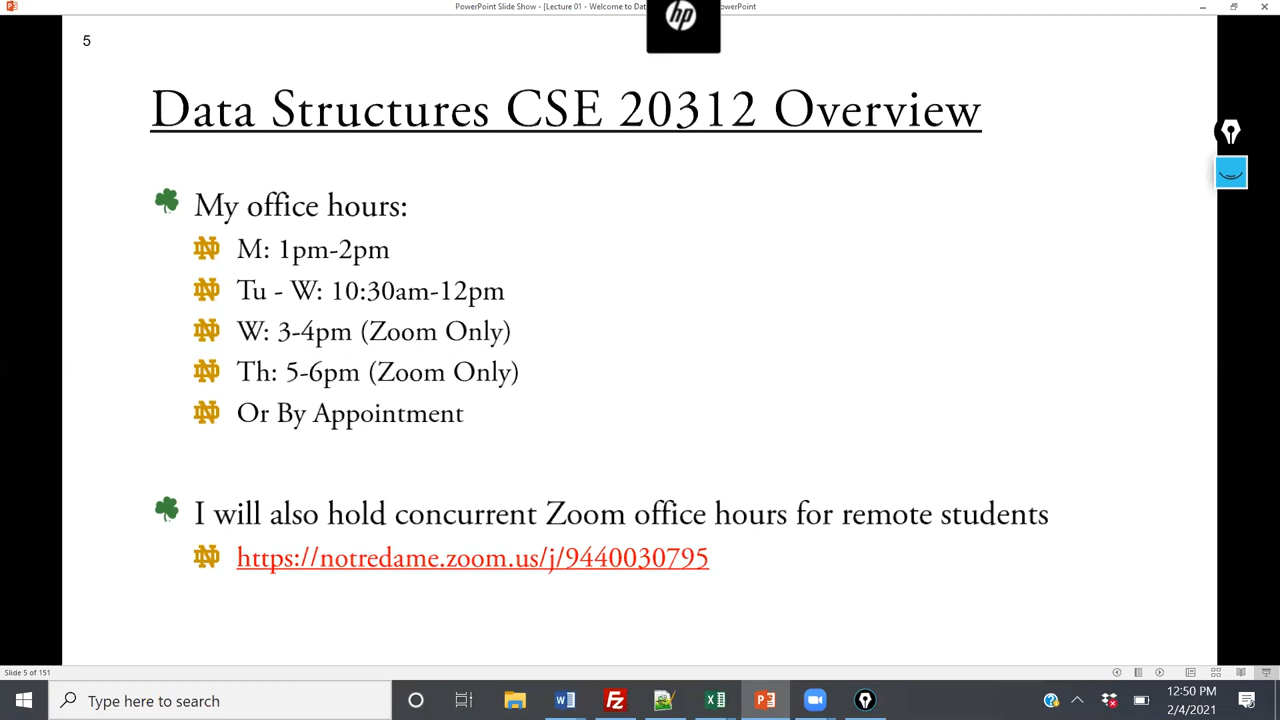 PowerPoint Slide Show - [Lecture 01 - Welcome to Dat
owerPoint
hp
5
Data Structures CSE 20312 Overview
My office hours:
M: 1pm-2pm
Tu - W: 10:30am-12pm
W: 3-4pm (Zoom Only)
Th: 5-6pm (Zoom Only)
Or By Appointment
I will also hold concurrent Zoom office hours for remote students
https://notredame.zoom.us/j/9440030795
Slide 5 of 151
Type here to search
12:50 PM
2/4/2021